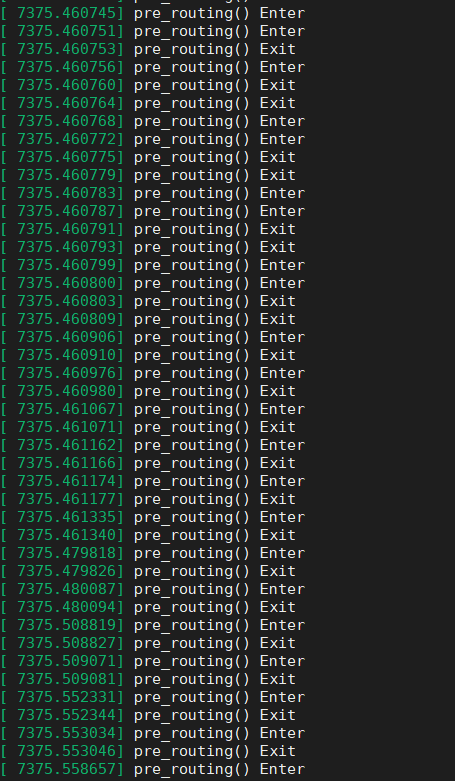 [ 7375.460745] pre_routing() Enter
[ 7375.460751] pre_routing() Enter
[ 7375.460753] pre_routing() Exit
[ 7375.460756] pre_routing() Enter
[ 7375.460760] pre_routing() Exit
[ 7375.460764] pre_routing() Exit
[ 7375.460768] pre_routing() Enter
[ 7375.460772] pre_routing() Enter
[ 7375.460775] pre_routing() Exit
[ 7375.460779] pre_routing() Exit
[ 7375.460783] pre_routing() Enter
[ 7375.460787] pre_routing() Enter
[ 7375.460791] pre_routing() Exit
[ 7375.460793] pre_routing() Exit
[ 7375.460799] pre_routing() Enter
[ 7375.460800] pre_routing() Enter
[ 7375.460803] pre_routing() Exit
[ 7375.460809] pre_routing() Exit
[ 7375.460906] pre_routing() Enter
[ 7375.460910] pre_routing() Exit
[ 7375.460976] pre_routing() Enter
[ 7375.460980] pre_routing() Exit
[ 7375.461067] pre_routing() Enter
[ 7375.461071] pre_routing() Exit
[ 7375.461162] pre_routing() Enter
[ 7375.461166] pre_routing() Exit
[ 7375.461174] pre_routing() Enter
[ 7375.461177] pre_routing() Exit
[ 7375.461335] pre_routing() Enter
[ 7375.461340] pre_routing() Exit
[ 7375.479818] pre_routing() Enter
[ 7375.479826] pre_routing() Exit
[ 7375.480087] pre_routing() Enter
[ 7375.480094] pre_routing() Exit
[ 7375.508819] pre_routing() Enter
[ 7375.508827] pre_routing() Exit
[ 7375.509071] pre_routing() Enter
[ 7375.509081] pre_routing() Exit
[ 7375.552331] pre_routing() Enter
[ 7375.552344] pre_routing() Exit
[ 7375.553034] pre_routing() Enter
[ 7375.553046] pre_routing() Exit
[ 7375.558657] pre_routing() Enter